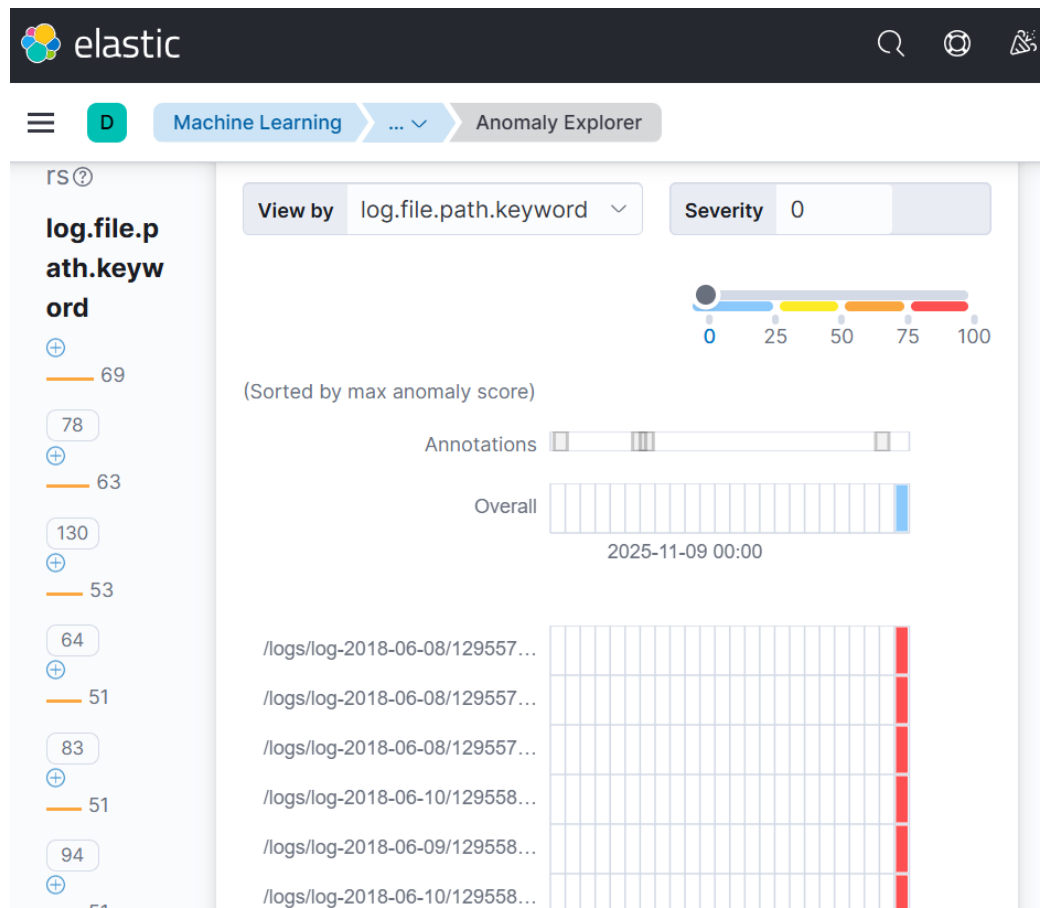 elastic
D
Machine Learning
...
Anomaly Explorer
rs
log.file.p
ath.keyw
ord
69
78
63
130
53
64
51
83
51
94
View by log.file.path.keyword
Severity 0
0 25 50 75 100
(Sorted by max anomaly score)
Annotations
Overall
2025-11-09 00:00
/logs/log-2018-06-08/129557...
/logs/log-2018-06-08/129557...
/logs/log-2018-06-08/129557...
/logs/log-2018-06-10/129558...
/logs/log-2018-06-09/129558...
/logs/log-2018-06-10/129558...